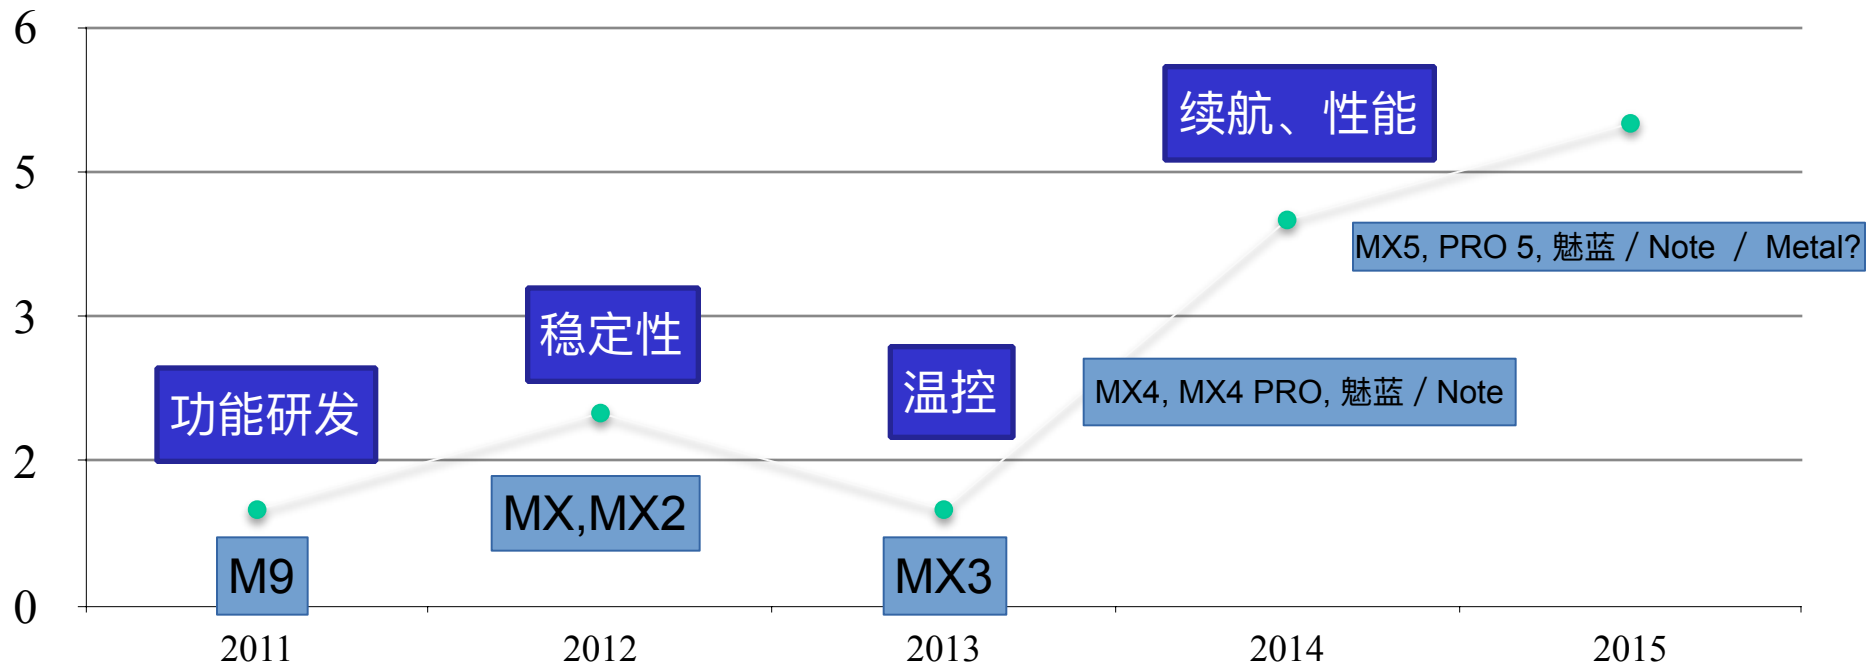 6
续航、性能
5
MX5, PRO 5, 魅蓝 / Note / Metal?
3
稳定性
温控
MX4, MX4 PRO, 魅蓝 / Note
功能研发
2
MX,MX2
M9
MX3
0
2011 2012 2013 2014 2015